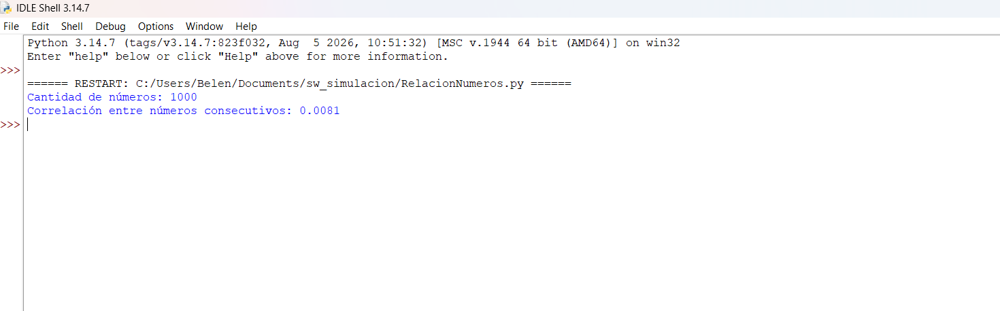 IDLE Shell 3.14.7
File Edit Shell Debug Options Window Help
Python 3.14.7 (tags/v3.14.7:823f032, Aug  5 2026, 10:51:32) [MSC v.1944 64 bit (AMD64)] on win32
Enter "help" below or click "Help" above for more information.
>>>
====== RESTART: C:/Users/Belen/Documents/sw_simulacion/RelacionNumeros.py ======
Cantidad de números: 1000
Correlación entre números consecutivos: 0.0081
>>>